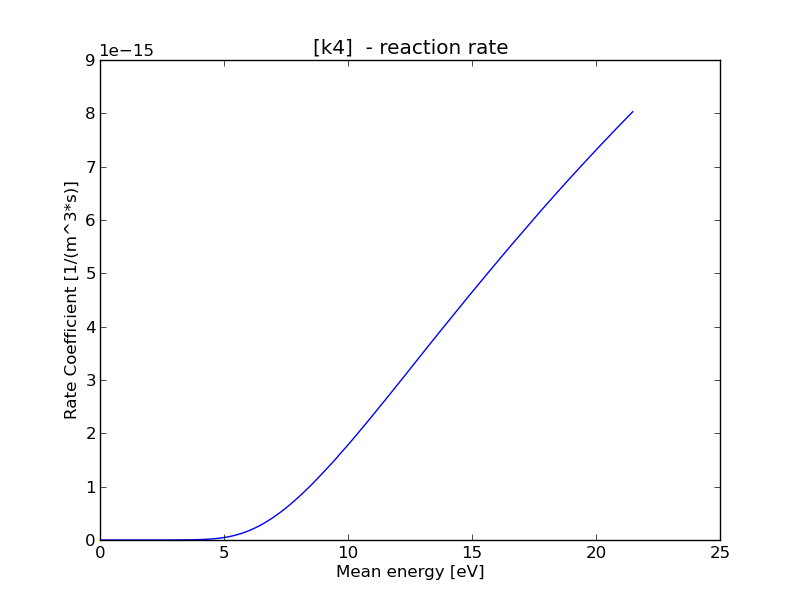 [k4]  - reaction rate
1e−15
9
8
7
6
5
4
3
2
1
0
Rate Coefficient [1/(m^3*s)]
0 5 10 15 20 25
Mean energy [eV]